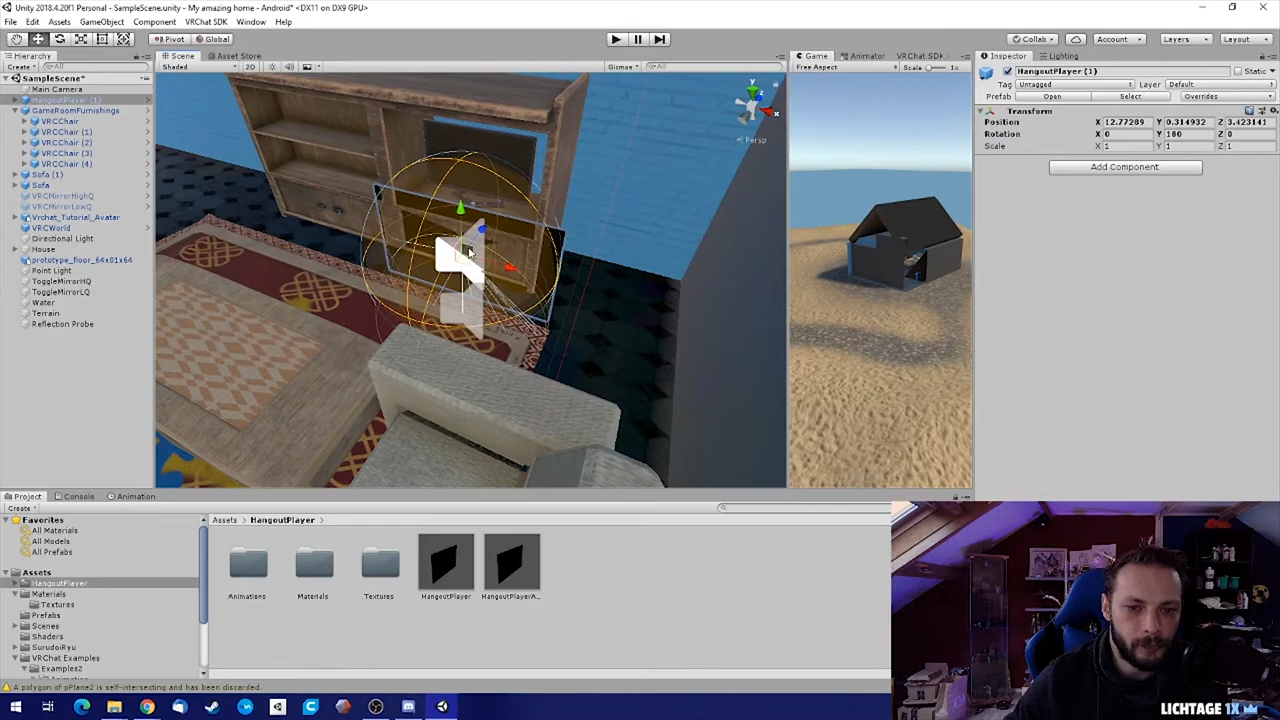 Unity 2018.4.20f1 Personal - SampleScene.unity - My amazing home - Android* <DX11 on DX9 GPU>
File Edit Assets GameObject Component VRChat SDK Window Help
Pivot Global Collab Account Layers Layout
Hierarchy Scene Asset Store Game Animator VRChat SDK Inspector Lighting
Create All Shaded 2D Gizmos All Free Aspect Scale 1x HangoutPlayer (1) Static
SampleScene*
Main Camera
HangoutPlayer (1)
GameRoomFurnishings
VRCChair
VRCChair (1)
VRCChair (2)
VRCChair (3)
VRCChair (4)
Sofa (1)
Sofa
VRCMirrorHighQ
VRCMirrorLowQ
Vrchat_Tutorial_Avatar
VRCWorld
Directional Light
House
prototype_floor_64x01x64
Point Light
ToggleMirrorHQ
ToggleMirrorLQ
Water
Terrain
Reflection Probe
y
z
x
Persp
Tag Untagged Layer Default
Prefab Open Select Overrides
Transform
Position X 12.77289 Y 0.314932 Z 3.423141
Rotation X 0 Y 180 Z 0
Scale X 1 Y 1 Z 1
Add Component
Project Console Animation
Create
Favorites
All Materials
All Models
All Prefabs
Assets
HangoutPlayer
Materials
Textures
Prefabs
Scenes
Shaders
SurudoiRyu
VRChat Examples
Examples2
Assets HangoutPlayer
Animations Materials Textures HangoutPlayer HangoutPlayerA...
A polygon of pPlane2 is self-intersecting and has been discarded.
LICHTAGE 1X